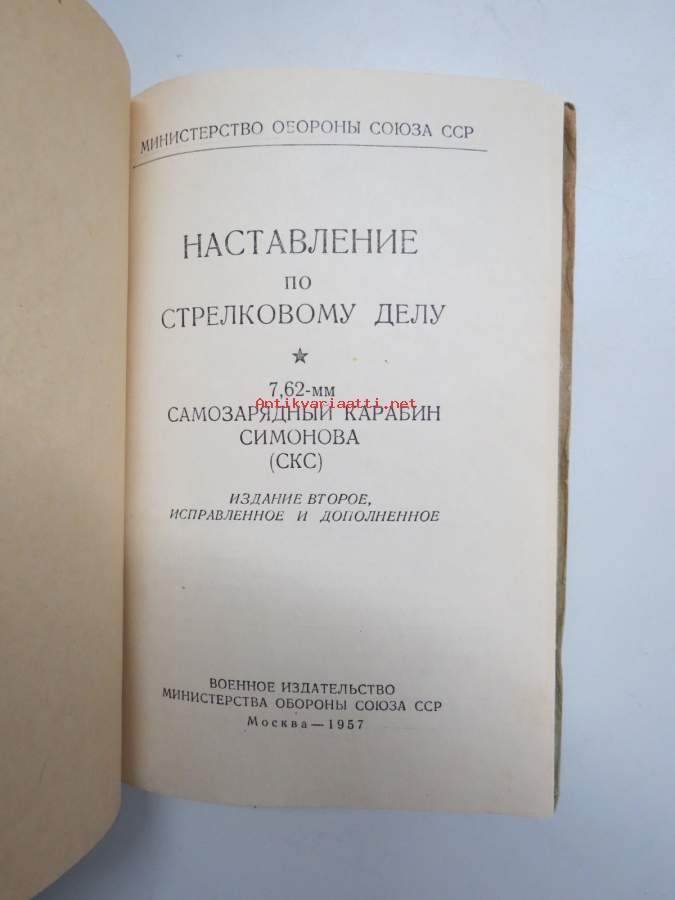 МИНИСТЕРСТВО ОБОРОНЫ СОЮЗА ССР
НАСТАВЛЕНИЕ
ПО
СТРЕЛКОВОМУ ДЕЛУ
7,62-мм
Antikvariaatti.net
САМОЗАРЯДНЫЙ КАРАБИН
СИМОНОВА
(СКС)
ИЗДАНИЕ ВТОРОЕ,
ИСПРАВЛЕННОЕ И ДОПОЛНЕННОЕ
ВОЕННОЕ ИЗДАТЕЛЬСТВО
МИНИСТЕРСТВА ОБОРОНЫ СОЮЗА ССР
Москва—1957